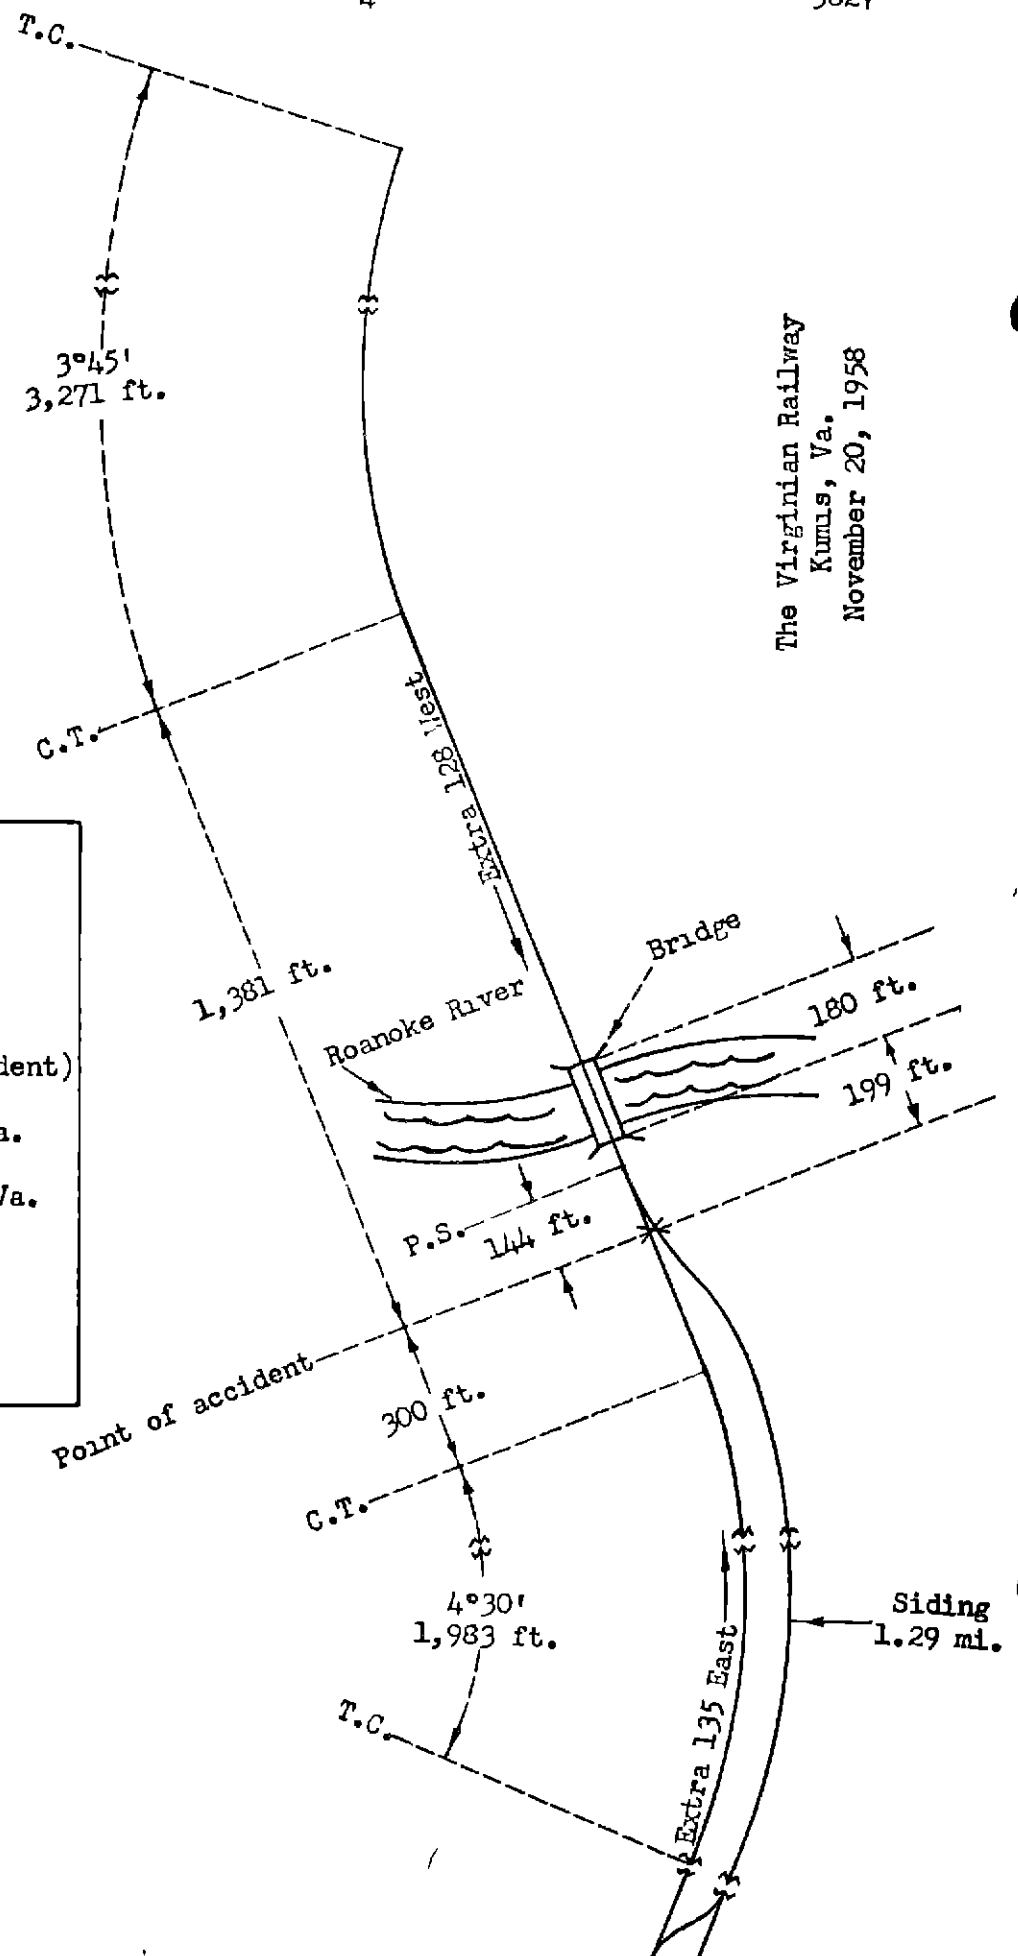 4
T.C.
3°45'
3,271 ft.
The Virginian Railway
Kumis, Va.
November 20, 1958
C.T.
Extra 128 West
1,381 ft.
Bridge
Roanoke River
180 ft.
199 ft.
dent)
a.
Va.
P.S.
144 ft.
Point of accident
300 ft.
C.T.
4°30'
1,983 ft.
Siding
1.29 mi.
Extra 135 East
T.C.